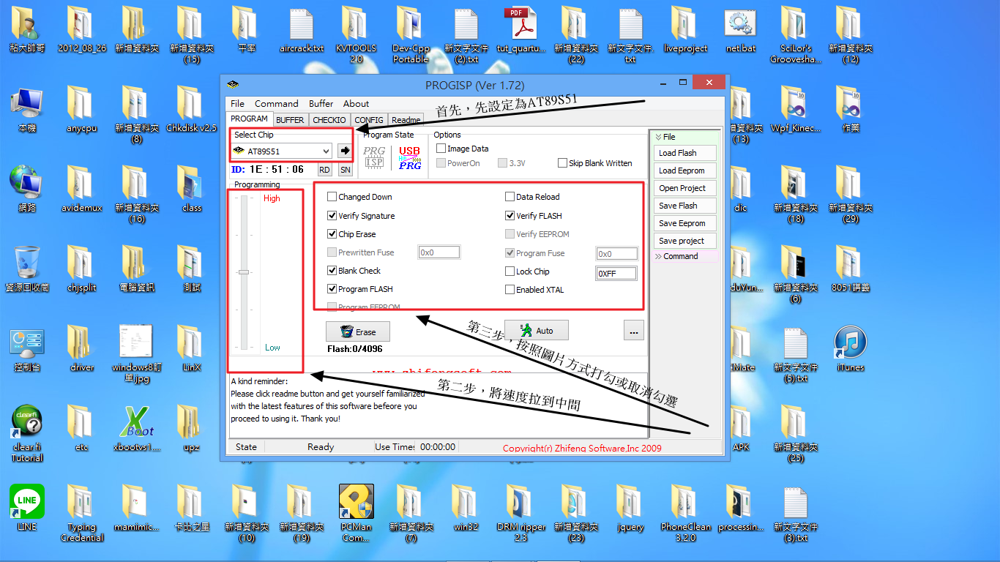 粘大帥哥
2012_08_26
新增資料夾
新增資料夾
(15)
平率
aircrack.txt
KVTOOLS
2.0
Dev-Cpp
Portable
新文字文件
(2).txt
tut_quartu...
新增資料夾
(22)
新文字文件.
txt
liveproject
net.bat
SciLor's
Groovesha...
新增資料夾
(12)
PDF
本機
anycpu
新增資料夾
(8)
Chkdisk v2.5
(13)
Wpf_Kinec...
作業
網路
avidemux
新增資料夾
(16)
class
dic
新增資料夾
(18)
新增資料夾
(29)
資源回收筒
chjsplit
電腦資訊
測試
duYun...
新增資料夾
(6)
8051講義
控制台
driver
windows8訂
單.jpg
LinX
Mate
新文字文件
(5).txt
iTunes
clear.fi
Tutorial
etc
xbootvs1....
upz
APK
新增資料夾
(25)
LINE
LINE
Typing
Credential
mamimic...
卡比之星
新增資料夾
(10)
新增資料夾
(19)
PCMan
Com...
新增資料夾
(7)
win32
DRM ripper
2.3
新增資料夾
(23)
jquery
PhoneClean
3.2.0
processin...
新文字文件
(3).txt
PROGISP (Ver 1.72)
File Command Buffer About
首先，先設定為AT89S51
PROGRAM BUFFER CHECKIO CONFIG Readme
Select Chip
AT89S51
ID: 1E : 51 : 06 RD SN
Program State
PRG
ISP
USB
PRG
Options
Image Data
PowerOn 3.3V Skip Blank Written
Programming
High
Low
Changed Down Data Reload
Verify Signature Verify FLASH
Chip Erase Verify EEPROM
Prewritten Fuse 0x0 Program Fuse 0x0
Blank Check Lock Chip 0XFF
Program FLASH Enabled XTAL
Program EEPROM
Erase Auto ...
Flash:0/4096
www.zhifengsoft.com
第三步，按照圖片方式打勾或取消勾選
第二步，將速度拉到中間
A kind reminder:
Please click readme button and get yourself familiarized
with the latest features of this software befeore you
proceed to using it. Thank you!
State Ready Use Time: 00:00:00 Copyright(r) Zhifeng Software,Inc 2009
File
Load Flash
Load Eeprom
Open Project
Save Flash
Save Eeprom
Save project
Command